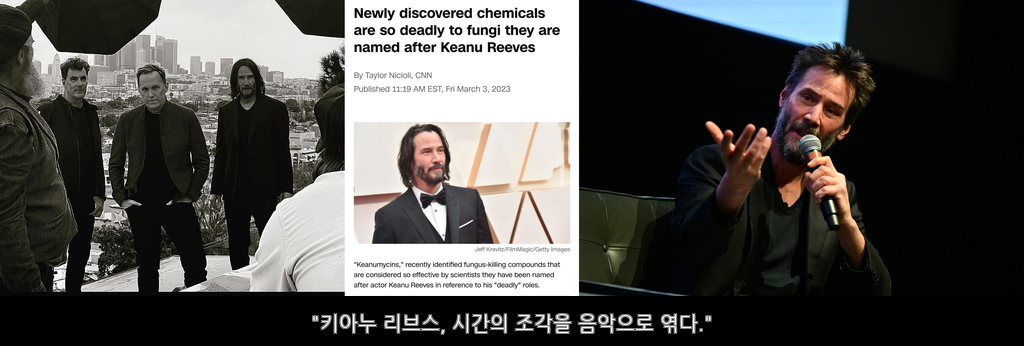 Newly discovered chemicals
are so deadly to fungi they are
named after Keanu Reeves
By Taylor Nicioli, CNN
Published 11:19 AM EST, Fri March 3, 2023
Jeff Kravitz/FilmMagic/Getty Images
"Keanumycins," recently identified fungus-killing compounds that
are considered so effective by scientists they have been named
after actor Keanu Reeves in reference to his "deadly" roles.
"키아누 리브스, 시간의 조각을 음악으로 엮다."